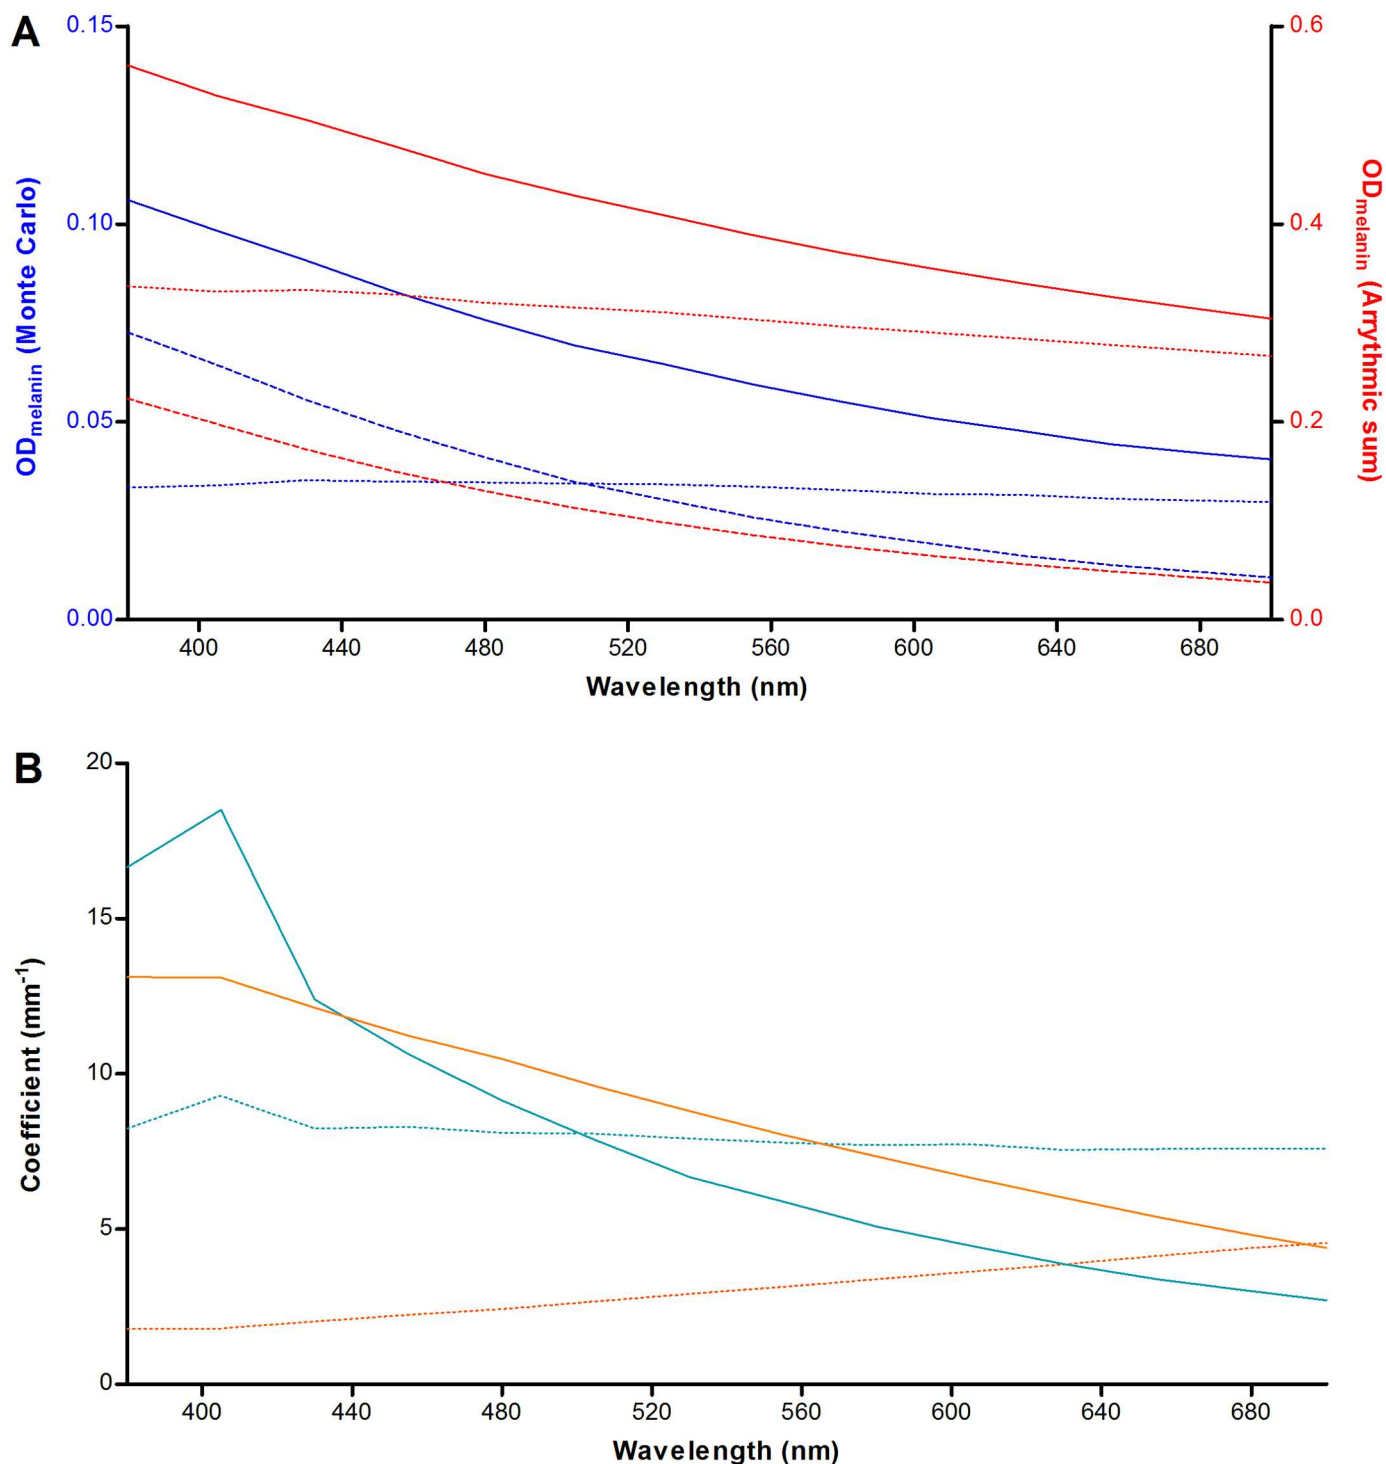 A
0.15
0.10
0.05
0.00
ODmelanin (Monte Carlo)
0.6
0.4
0.2
0.0
ODmelanin (Arrythmic sum)
400 440 480 520 560 600 640 680
Wavelength (nm)
B
20
15
10
5
0
Coefficient (mm-1)
400 440 480 520 560 600 640 680
Wavelength (nm)